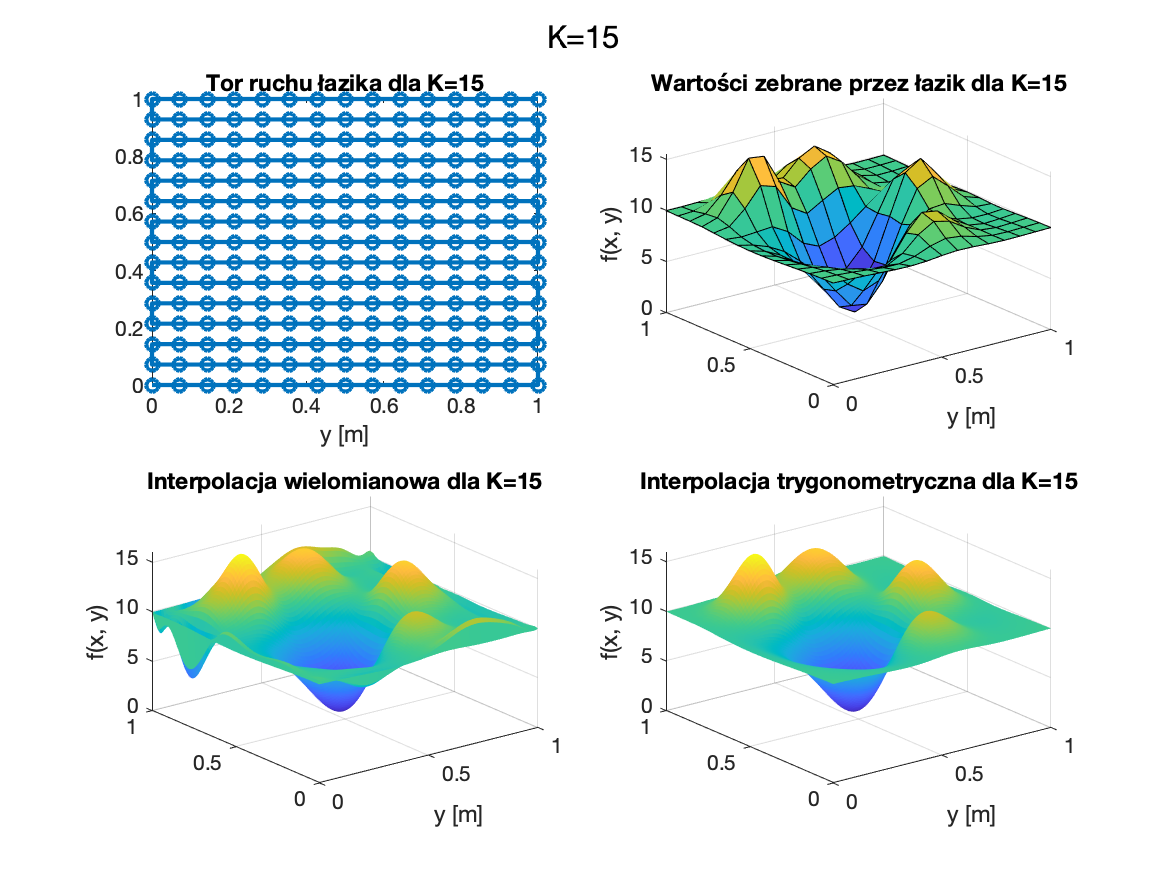 K=15
Tor ruchu łazika dla K=15
1
0.8
0.6
0.4
0.2
0
0 0.2 0.4 0.6 0.8 1
y [m]
Wartości zebrane przez łazik dla K=15
f(x, y)
15
10
5
0
1
0.5
0
0
0.5
1
y [m]
Interpolacja wielomianowa dla K=15
f(x, y)
15
10
5
0
1
0.5
0
0
0.5
1
y [m]
Interpolacja trygonometryczna dla K=15
f(x, y)
15
10
5
0
1
0.5
0
0
0.5
1
y [m]